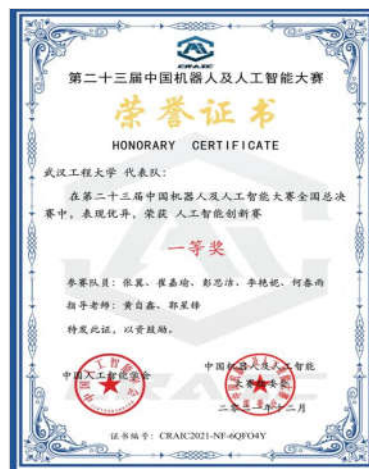 CRAIC
第二十三届中国机器人及人工智能大赛
荣誉证书
HONORARY CERTIFICATE
武汉工程大学 代表队：
在第二十三届中国机器人及人工智能大赛全国总决
赛中，表现优异，荣获 人工智能创新赛
一等奖
参赛队员：张翼、崔嘉瑜、彭思洁、李艳妮、何春雨
指导老师：黄自鑫、郭星锋
特发此证，以资鼓励。
中国人工智能学会
中国机器人及人工智能
大赛组委会
二〇二一年十二月
证书编号：CRAIC2021-NF-6QFO4Y